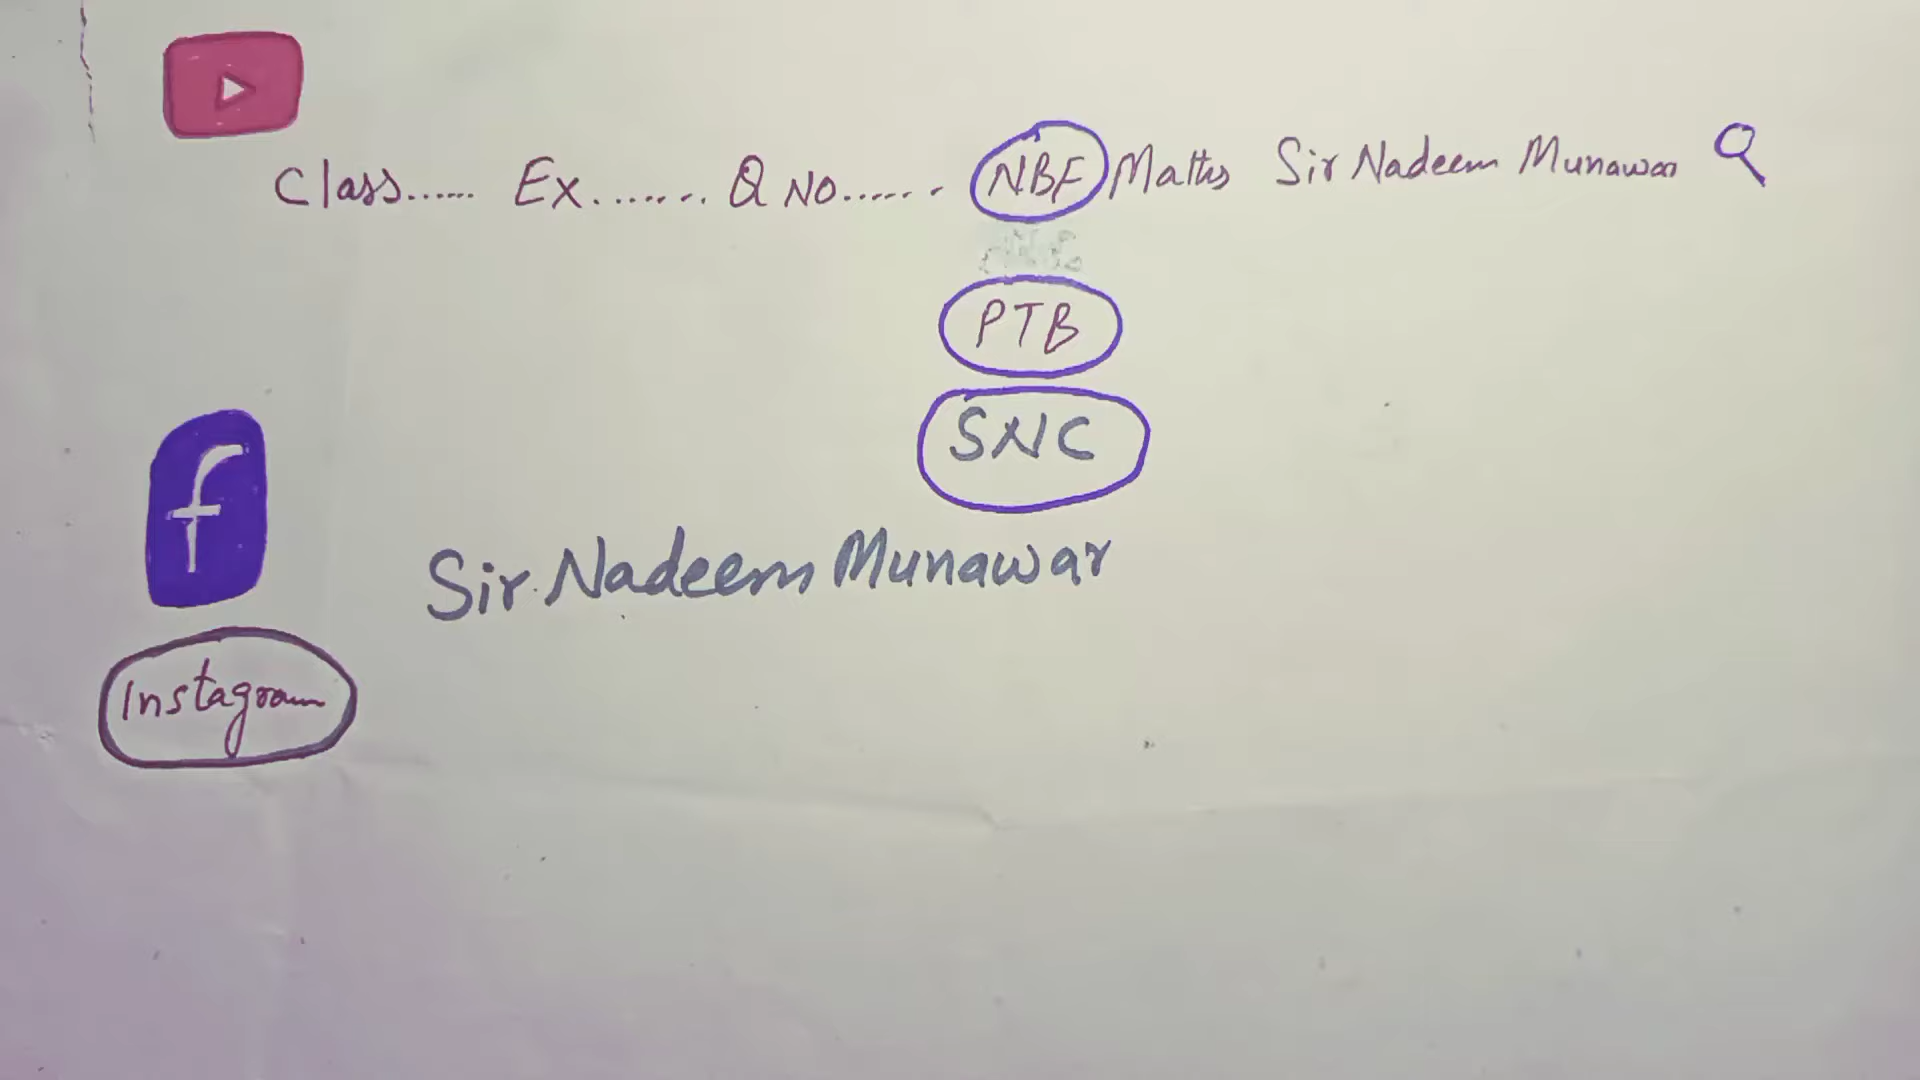 Class...... Ex........ Q No....... NBF Maths Sir Nadeem Munawar
PTB
SNC
f
Sir Nadeem Munawar
Instagram